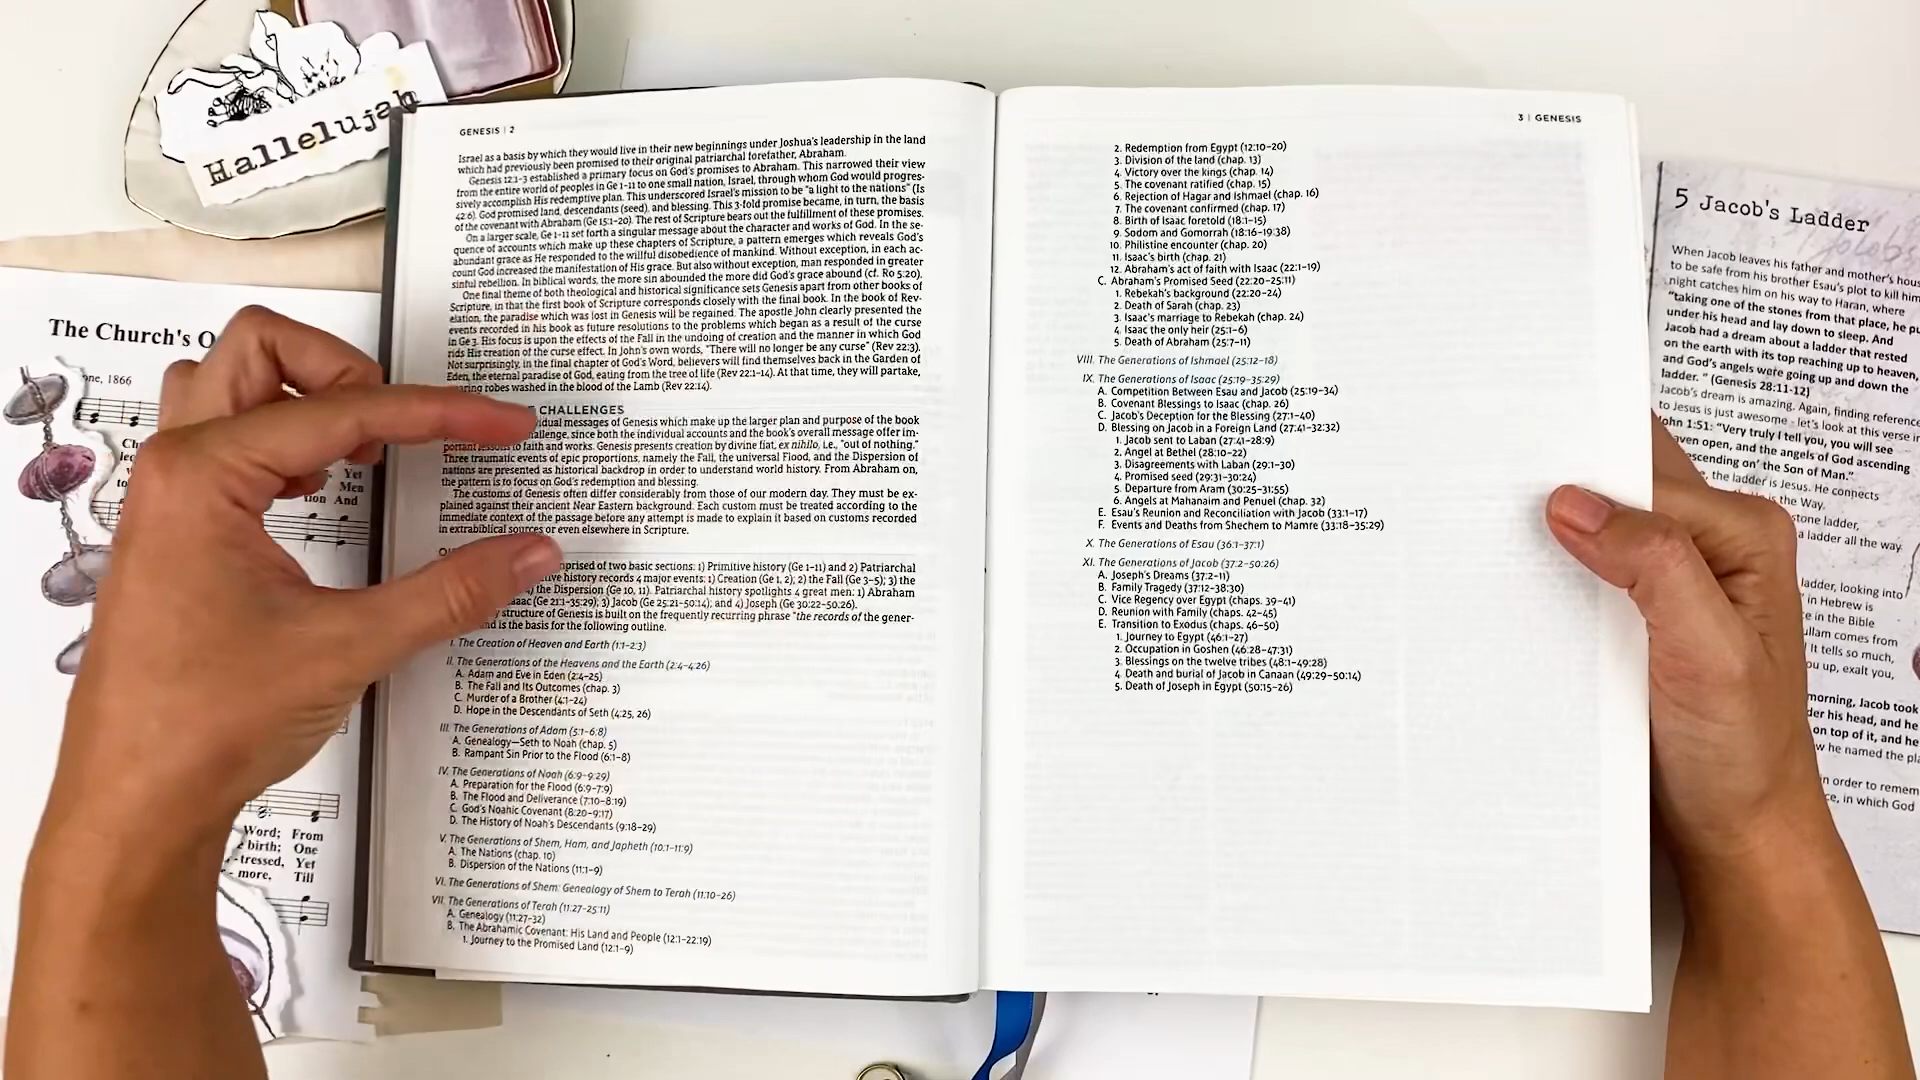 Hallelujah
The Church's O
one, 1866
Yet
Men
tion And
Word; From
birth; One
-tressed, Yet
- more, Till
GENESIS | 2
Israel as a basis by which they would live in their new beginnings under Joshua's leadership in the land
which had previously been promised to their original patriarchal forefather, Abraham.
Genesis 12:1-3 established a primary focus on God's promises to Abraham. This narrowed their view
from the entire world of peoples in Ge 1-11 to one small nation, Israel, through whom God would progres-
sively accomplish His redemptive plan. This underscored Israel's mission to be "a light to the nations" (Is
42:6). God promised land, descendants (seed), and blessing. This 3-fold promise became, in turn, the basis
of the covenant with Abraham (Ge 15:1-20). The rest of Scripture bears out the fulfillment of these promises.
On a larger scale, Ge 1-11 set forth a singular message about the character and works of God. In the se-
quence of accounts which make up these chapters of Scripture, a pattern emerges which reveals God's
abundant grace as He responded to the willful disobedience of mankind. Without exception, in each ac-
count God increased the manifestation of His grace. But also without exception, man responded in greater
sinful rebellion. In biblical words, the more sin abounded the more did God's grace abound (cf. Ro 5:20).
One final theme of both theological and historical significance sets Genesis apart from other books of
Scripture, in that the first book of Scripture corresponds closely with the final book. In the book of Rev-
elation, the paradise which was lost in Genesis will be regained. The apostle John clearly presented the
events recorded in his book as future resolutions to the problems which began as a result of the curse
in Ge 3. His focus is upon the effects of the Fall in the undoing of creation and the manner in which God
rids His creation of the curse effect. In John's own words, "There will no longer be any curse" (Rev 22:3).
Not surprisingly, in the final chapter of God's Word, believers will find themselves back in the Garden of
Eden, the eternal paradise of God, eating from the tree of life (Rev 22:1-14). At that time, they will partake,
robes washed in the blood of the Lamb (Rev 22:14).
CHALLENGES
messages of Genesis which make up the larger plan and purpose of the book
since both the individual accounts and the book's overall message offer im-
portant lessons to faith and works. Genesis presents creation by divine fiat, ex nihilo, i.e., "out of nothing."
Three traumatic events of epic proportions, namely the Fall, the universal Flood, and the Dispersion of
nations are presented as historical backdrop in order to understand world history. From Abraham on,
the pattern is to focus on God's redemption and blessing.
The customs of Genesis often differ considerably from those of our modern day. They must be ex-
plained against their ancient Near Eastern background. Each custom must be treated according to the
immediate context of the passage before any attempt is made to explain it based on customs recorded
in extrabiblical sources or even elsewhere in Scripture.
of two basic sections: 1) Primitive history (Ge 1-11) and 2) Patriarchal
history records 4 major events: 1) Creation (Ge 1, 2); 2) the Fall (Ge 3-5); 3) the
the Dispersion (Ge 10, 11). Patriarchal history spotlights 4 great men: 1) Abraham
(Ge 21:1-35:29); 3) Jacob (Ge 25:21-50:14); and 4) Joseph (Ge 30:22-50:26).
structure of Genesis is built on the frequently recurring phrase "the records of the gener-
and is the basis for the following outline.
I. The Creation of Heaven and Earth (1:1-2:3)
II. The Generations of the Heavens and the Earth (2:4-4:26)
A. Adam and Eve in Eden (2:4-25)
B. The Fall and Its Outcomes (chap. 3)
C. Murder of a Brother (4:1-24)
D. Hope in the Descendants of Seth (4:25, 26)
III. The Generations of Adam (5:1-6:8)
A. Genealogy—Seth to Noah (chap. 5)
B. Rampant Sin Prior to the Flood (6:1-8)
IV. The Generations of Noah (6:9-9:29)
A. Preparation for the Flood (6:9-7:9)
B. The Flood and Deliverance (7:10-8:19)
C. God's Noahic Covenant (8:20-9:17)
D. The History of Noah's Descendants (9:18-29)
V. The Generations of Shem, Ham, and Japheth (10:1-11:9)
A. The Nations (chap. 10)
B. Dispersion of the Nations (11:1-9)
VI. The Generations of Shem: Genealogy of Shem to Terah (11:10-26)
VII. The Generations of Terah (11:27-25:11)
A. Genealogy (11:27-32)
B. The Abrahamic Covenant: His Land and People (12:1-22:19)
1. Journey to the Promised Land (12:1-9)
3 | GENESIS
2. Redemption from Egypt (12:10-20)
3. Division of the land (chap. 13)
4. Victory over the kings (chap. 14)
5. The covenant ratified (chap. 15)
6. Rejection of Hagar and Ishmael (chap. 16)
7. The covenant confirmed (chap. 17)
8. Birth of Isaac foretold (18:1-15)
9. Sodom and Gomorrah (18:16-19:38)
10. Philistine encounter (chap. 20)
11. Isaac's birth (chap. 21)
12. Abraham's act of faith with Isaac (22:1-19)
C. Abraham's Promised Seed (22:20-25:11)
1. Rebekah's background (22:20-24)
2. Death of Sarah (chap. 23)
3. Isaac's marriage to Rebekah (chap. 24)
4. Isaac the only heir (25:1-6)
5. Death of Abraham (25:7-11)
VIII. The Generations of Ishmael (25:12-18)
IX. The Generations of Isaac (25:19-35:29)
A. Competition Between Esau and Jacob (25:19-34)
B. Covenant Blessings to Isaac (chap. 26)
C. Jacob's Deception for the Blessing (27:1-40)
D. Blessing on Jacob in a Foreign Land (27:41-32:32)
1. Jacob sent to Laban (27:41-28:9)
2. Angel at Bethel (28:10-22)
3. Disagreements with Laban (29:1-30)
4. Promised seed (29:31-30:24)
5. Departure from Aram (30:25-31:55)
6. Angels at Mahanaim and Penuel (chap. 32)
E. Esau's Reunion and Reconciliation with Jacob (33:1-17)
F. Events and Deaths from Shechem to Mamre (33:18-35:29)
X. The Generations of Esau (36:1-37:1)
XI. The Generations of Jacob (37:2-50:26)
A. Joseph's Dreams (37:2-11)
B. Family Tragedy (37:12-38:30)
C. Vice Regency over Egypt (chaps. 39-41)
D. Reunion with Family (chaps. 42-45)
E. Transition to Exodus (chaps. 46-50)
1. Journey to Egypt (46:1-27)
2. Occupation in Goshen (46:28-47:31)
3. Blessings on the twelve tribes (48:1-49:28)
4. Death and burial of Jacob in Canaan (49:29-50:14)
5. Death of Joseph in Egypt (50:15-26)
5 Jacob's Ladder
When Jacob leaves his father and mother's hous
to be safe from his brother Esau's plot to kill him
night catches him on his way to Haran, where
"taking one of the stones from that place, he pu
under his head and lay down to sleep. And
Jacob had a dream about a ladder that rested
on the earth with its top reaching up to heaven,
and God's angels were going up and down the
ladder. " (Genesis 28:11-12)
Jacob's dream is amazing. Again, finding reference
to Jesus is just awesome - let's look at this verse in
John 1:51: "Very truly I tell you, you will see
open, and the angels of God ascending
on' the Son of Man."
, the ladder is Jesus. He connects
is the Way.
stone ladder,
a ladder all the way
ladder, looking into
in Hebrew is
in the Bible
comes from
It tells so much,
up, exalt you,
morning, Jacob took
his head, and he
on top of it, and he
he named the pla
in order to remem
in which God